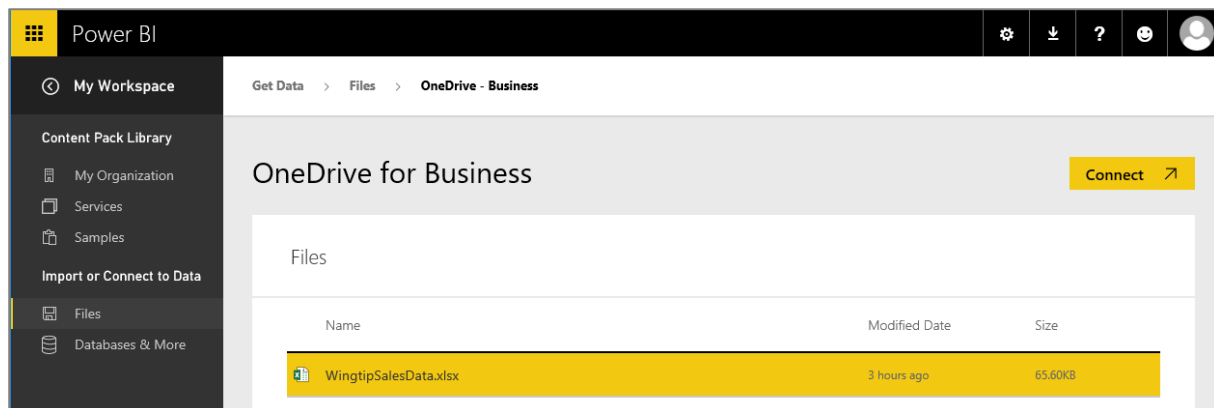 Power BI
?
My Workspace
Get Data > Files > OneDrive - Business
Content Pack Library
My Organization
Services
Samples
Import or Connect to Data
Files
Databases & More
OneDrive for Business
Connect
Files
Name Modified Date Size
WingtipSalesData.xlsx 3 hours ago 65.60KB